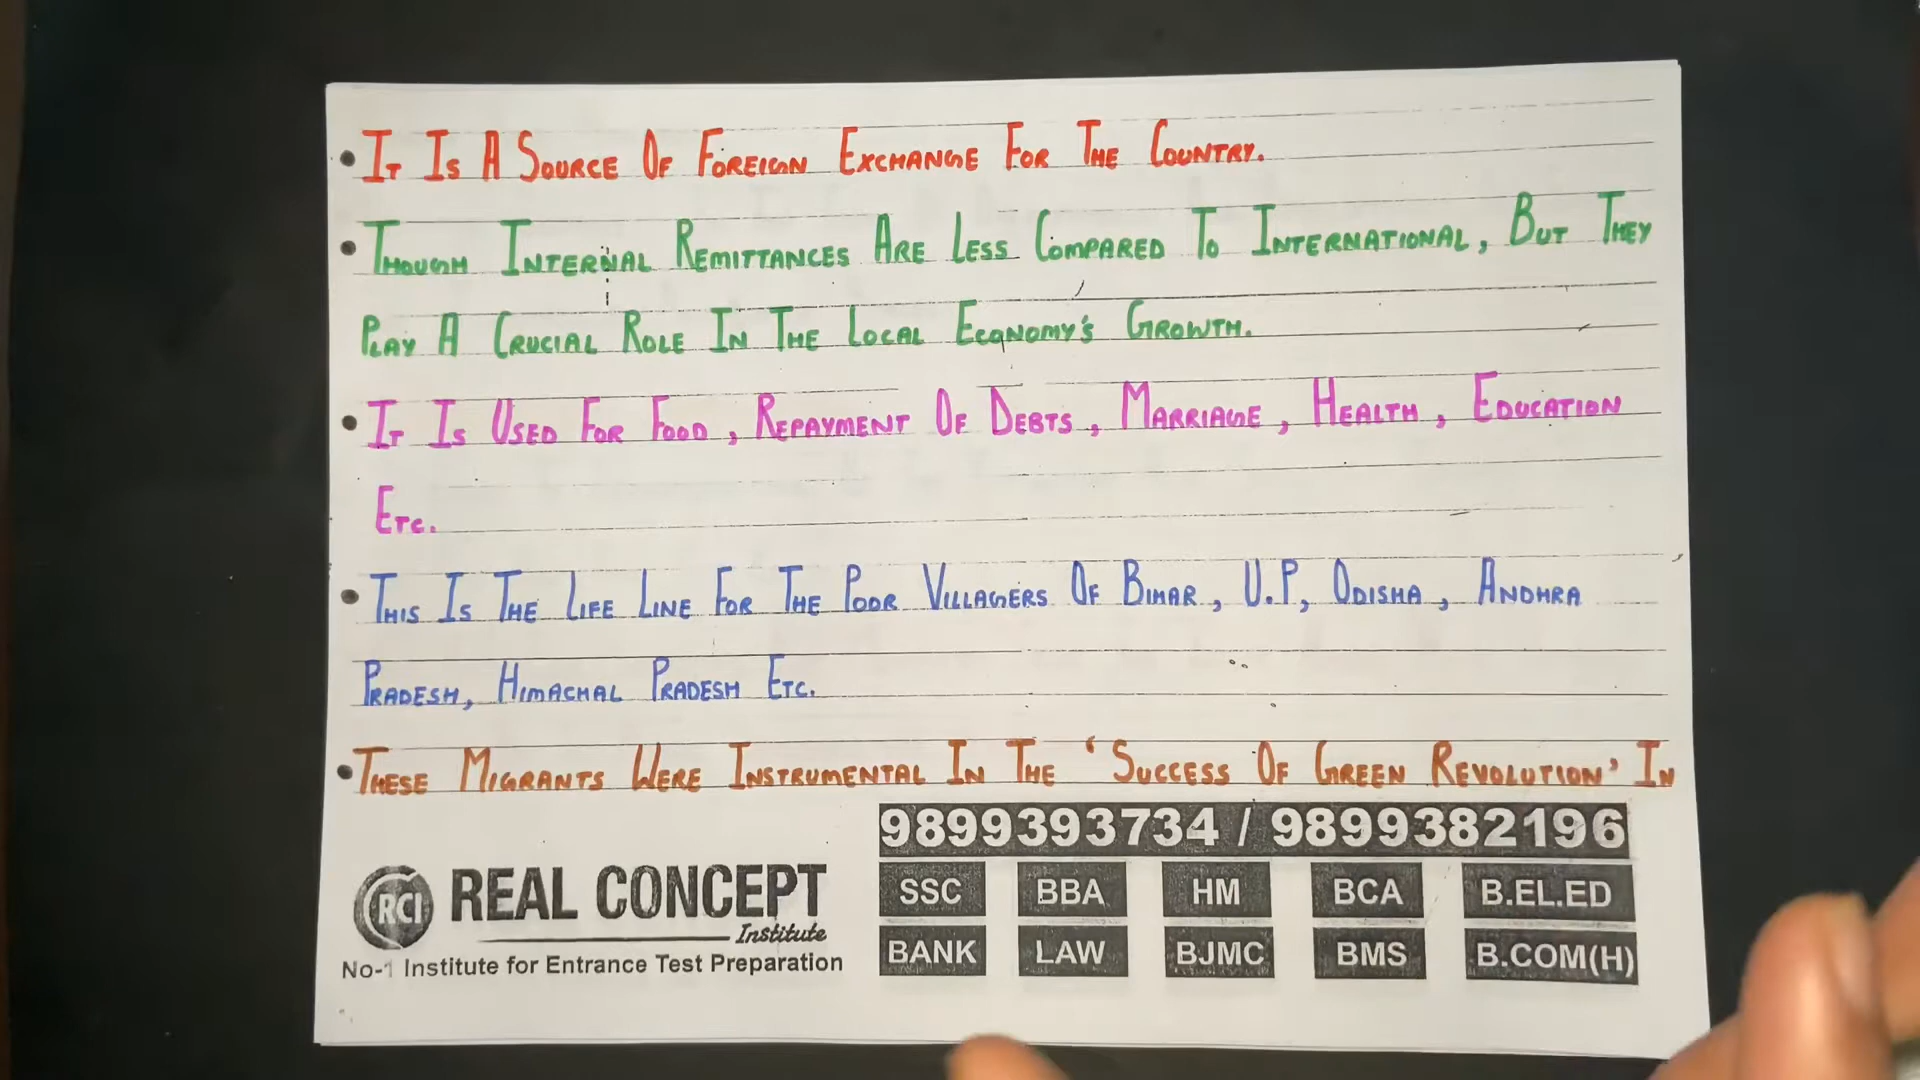 • It Is A Source Of Foreign Exchange For The Country.
• Though Internal Remittances Are Less Compared To International, But They
Play A Crucial Role In The Local Economy's Growth.
• It Is Used For Food, Repayment Of Debts, Marriage, Health, Education
Etc.
• This Is The Life Line For The Poor Villagers Of Bihar, U.P, Odisha, Andhra
Pradesh, Himachal Pradesh Etc.
• These Migrants Were Instrumental In The 'Success Of Green Revolution' In
9899393734 / 9899382196
RCI REAL CONCEPT
Institute
No-1 Institute for Entrance Test Preparation
SSC BBA HM BCA B.EL.ED
BANK LAW BJMC BMS B.COM(H)